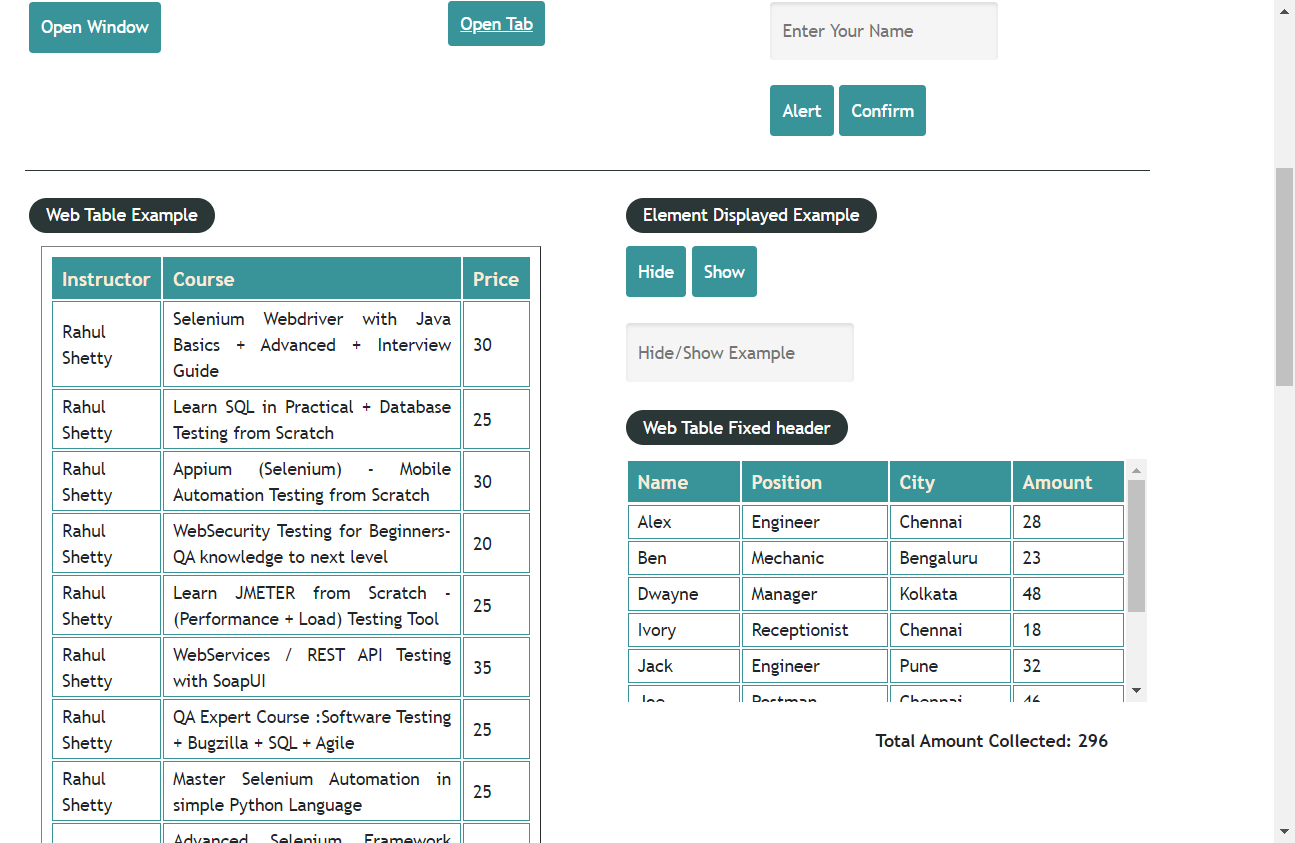 Open Window
Open Tab
Enter Your Name
Alert Confirm
Web Table Example
Instructor Course Price
Rahul Shetty Selenium Webdriver with Java Basics + Advanced + Interview Guide 30
Rahul Shetty Learn SQL in Practical + Database Testing from Scratch 25
Rahul Shetty Appium (Selenium) - Mobile Automation Testing from Scratch 30
Rahul Shetty WebSecurity Testing for Beginners-QA knowledge to next level 20
Rahul Shetty Learn JMETER from Scratch - (Performance + Load) Testing Tool 25
Rahul Shetty WebServices / REST API Testing with SoapUI 35
Rahul Shetty QA Expert Course :Software Testing + Bugzilla + SQL + Agile 25
Rahul Shetty Master Selenium Automation in simple Python Language 25
Advanced Selenium Framework
Element Displayed Example
Hide Show
Hide/Show Example
Web Table Fixed header
Name Position City Amount
Alex Engineer Chennai 28
Ben Mechanic Bengaluru 23
Dwayne Manager Kolkata 48
Ivory Receptionist Chennai 18
Jack Engineer Pune 32
Joe Postman Chennai 46
Total Amount Collected: 296